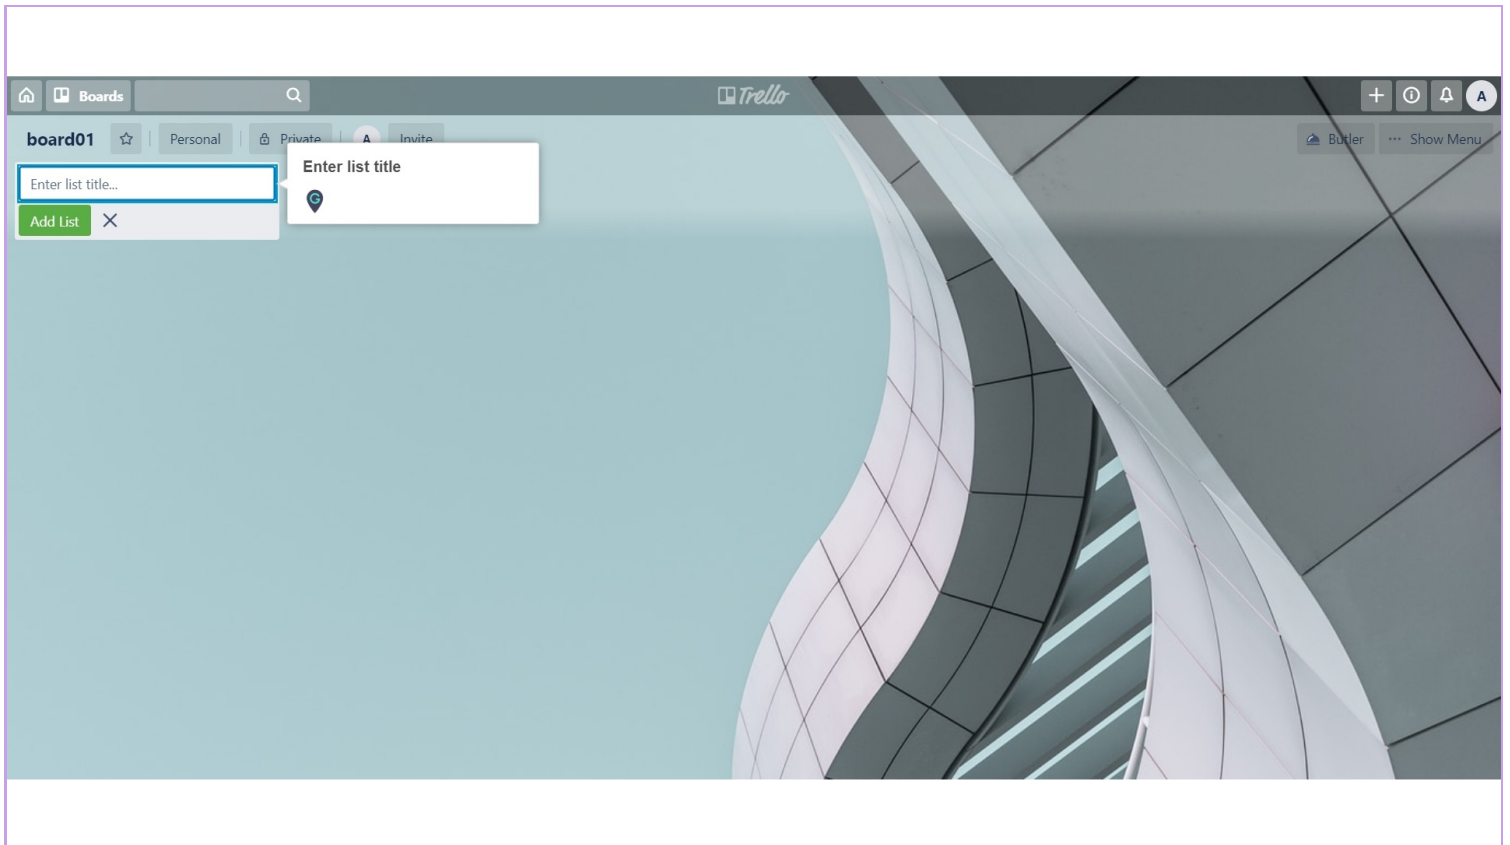 Boards
Trello
A
board01
Personal
Private
A
Invite
Butler
··· Show Menu
Enter list title...
Enter list title
G
Add List